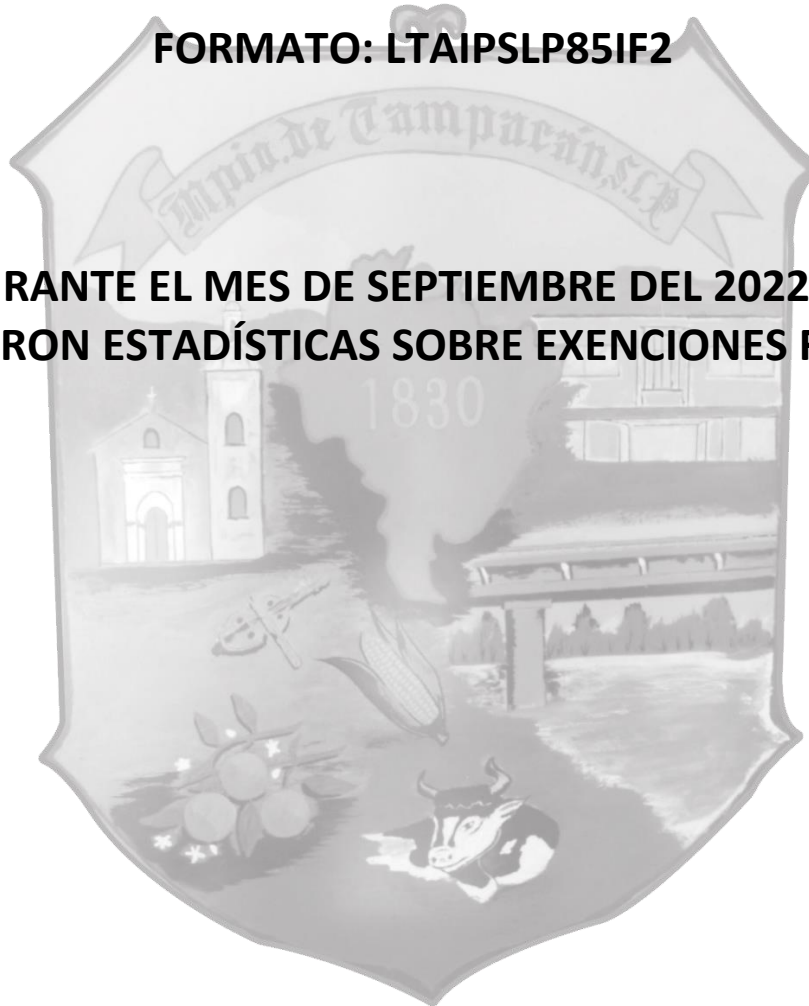 FORMATO: LTAIPSLP85IF2
Mpio. de Tampacán, S.L.P.
RANTE EL MES DE SEPTIEMBRE DEL 2022
RON ESTADÍSTICAS SOBRE EXENCIONES
1830